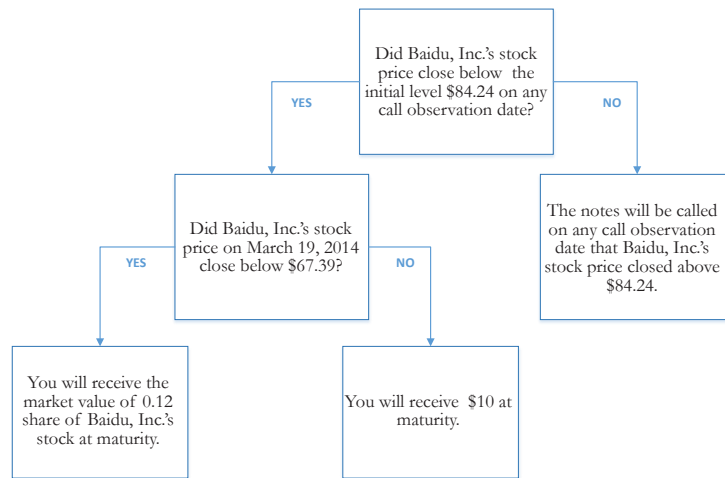 Did Baidu, Inc.'s stock
price close below the
initial level $84.24 on any
call observation date?
YES
NO
Did Baidu, Inc.'s stock
price on March 19, 2014
close below $67.39?
The notes will be called
on any call observation
date that Baidu, Inc.'s
stock price closed above
$84.24.
YES
NO
You will receive the
market value of 0.12
share of Baidu, Inc.'s
stock at maturity.
You will receive $10 at
maturity.